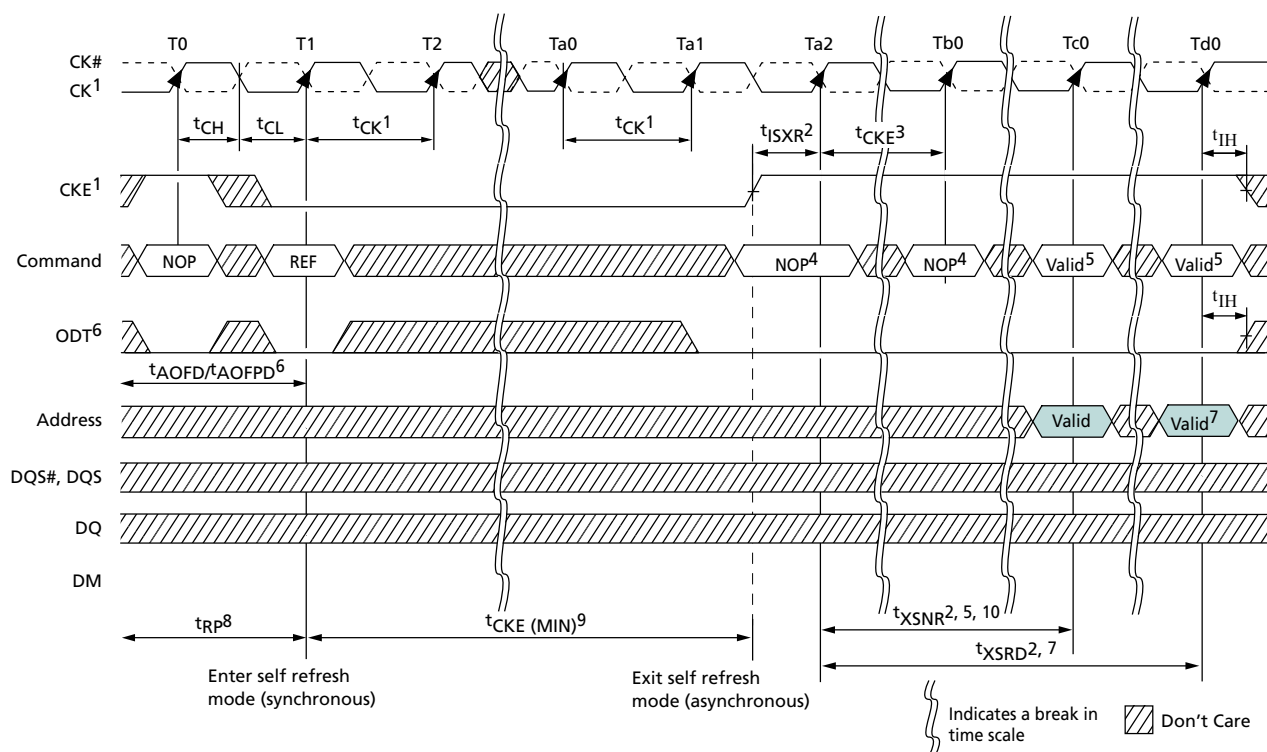 T0 T1 T2 Ta0 Ta1 Ta2 Tb0 Tc0 Td0
CK#
CK1
tCH tCL tCK1 tCK1 tISXR2 tCKE3 tIH
CKE1
Command NOP REF NOP4 NOP4 Valid5 Valid5
tIH
ODT6
tAOFD/tAOFPD6
Address Valid Valid7
DQS#, DQS
DQ
DM
tRP8 tCKE (MIN)9 tXSNR2, 5, 10
tXSRD2, 7
Enter self refresh
mode (synchronous)
Exit self refresh
mode (asynchronous)
Indicates a break in
time scale
Don't Care